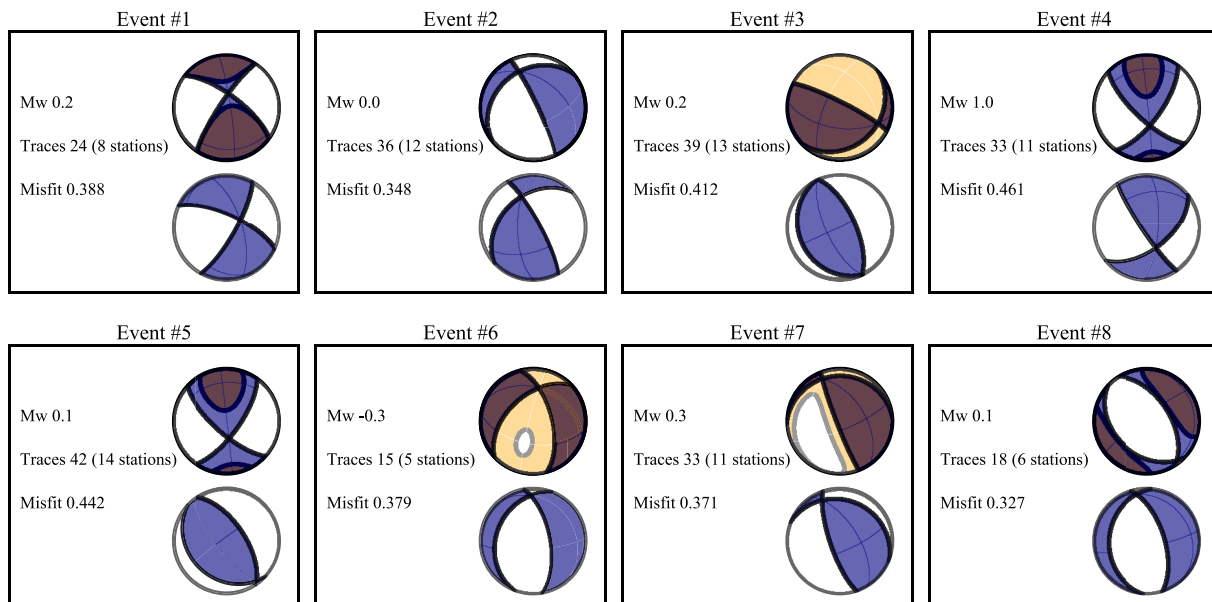 Event #1
Mw 0.2
Traces 24 (8 stations)
Misfit 0.388
Event #2
Mw 0.0
Traces 36 (12 stations)
Misfit 0.348
Event #3
Mw 0.2
Traces 39 (13 stations)
Misfit 0.412
Event #4
Mw 1.0
Traces 33 (11 stations)
Misfit 0.461
Event #5
Mw 0.1
Traces 42 (14 stations)
Misfit 0.442
Event #6
Mw -0.3
Traces 15 (5 stations)
Misfit 0.379
Event #7
Mw 0.3
Traces 33 (11 stations)
Misfit 0.371
Event #8
Mw 0.1
Traces 18 (6 stations)
Misfit 0.327